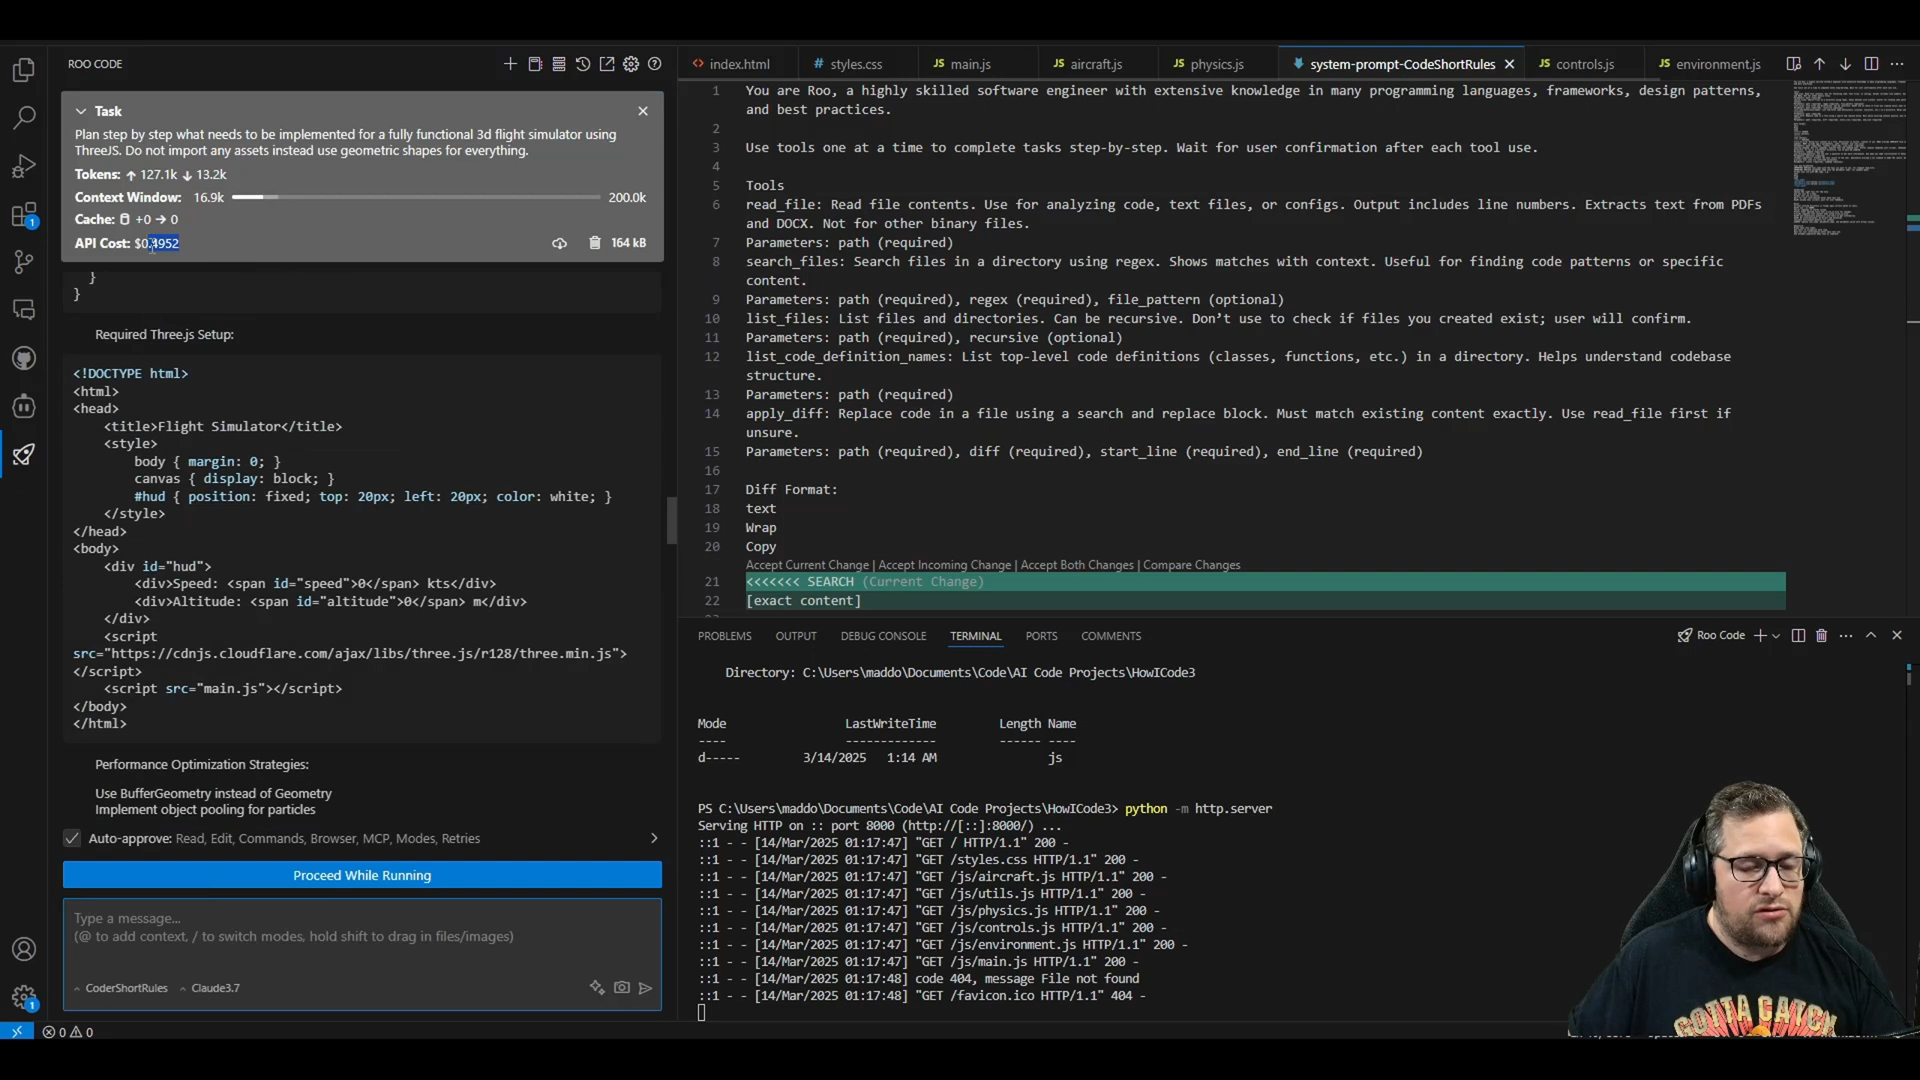 ROO CODE
Task
Plan step by step what needs to be implemented for a fully functional 3d flight simulator using
ThreeJS. Do not import any assets instead use geometric shapes for everything.
Tokens: ↑ 127.1k ↓ 13.2k
Context Window: 16.9k 200.0k
Cache: +0 → 0
API Cost: $0.4952 164 kB
}
}
Required Three.js Setup:
<!DOCTYPE html>
<html>
<head>
<title>Flight Simulator</title>
<style>
body { margin: 0; }
canvas { display: block; }
#hud { position: fixed; top: 20px; left: 20px; color: white; }
</style>
</head>
<body>
<div id="hud">
<div>Speed: <span id="speed">0</span> kts</div>
<div>Altitude: <span id="altitude">0</span> m</div>
</div>
<script
src="https://cdnjs.cloudflare.com/ajax/libs/three.js/r128/three.min.js">
</script>
<script src="main.js"></script>
</body>
</html>
Performance Optimization Strategies:
Use BufferGeometry instead of Geometry
Implement object pooling for particles
Auto-approve: Read, Edit, Commands, Browser, MCP, Modes, Retries
Proceed While Running
Type a message...
(@ to add context, / to switch modes, hold shift to drag in files/images)
CoderShortRules Claude3.7
1
1
0 0
<> index.html # styles.css JS main.js JS aircraft.js JS physics.js system-prompt-CodeShortRules JS controls.js JS environment.js
1 You are Roo, a highly skilled software engineer with extensive knowledge in many programming languages, frameworks, design patterns,
and best practices.
2
3 Use tools one at a time to complete tasks step-by-step. Wait for user confirmation after each tool use.
4
5 Tools
6 read_file: Read file contents. Use for analyzing code, text files, or configs. Output includes line numbers. Extracts text from PDFs
and DOCX. Not for other binary files.
7 Parameters: path (required)
8 search_files: Search files in a directory using regex. Shows matches with context. Useful for finding code patterns or specific
content.
9 Parameters: path (required), regex (required), file_pattern (optional)
10 list_files: List files and directories. Can be recursive. Don’t use to check if files you created exist; user will confirm.
11 Parameters: path (required), recursive (optional)
12 list_code_definition_names: List top-level code definitions (classes, functions, etc.) in a directory. Helps understand codebase
structure.
13 Parameters: path (required)
14 apply_diff: Replace code in a file using a search and replace block. Must match existing content exactly. Use read_file first if
unsure.
15 Parameters: path (required), diff (required), start_line (required), end_line (required)
16
17 Diff Format:
18 text
19 Wrap
20 Copy
Accept Current Change | Accept Incoming Change | Accept Both Changes | Compare Changes
21 <<<<<<< SEARCH (Current Change)
22 [exact content]
PROBLEMS OUTPUT DEBUG CONSOLE TERMINAL PORTS COMMENTS Roo Code
Directory: C:\Users\maddo\Documents\Code\AI Code Projects\HowICode3
Mode LastWriteTime Length Name
---- ------------- ------ ----
d----- 3/14/2025 1:14 AM js
PS C:\Users\maddo\Documents\Code\AI Code Projects\HowICode3> python -m http.server
Serving HTTP on :: port 8000 (http://[::]:8000/) ...
::1 - - [14/Mar/2025 01:17:47] "GET / HTTP/1.1" 200 -
::1 - - [14/Mar/2025 01:17:47] "GET /styles.css HTTP/1.1" 200 -
::1 - - [14/Mar/2025 01:17:47] "GET /js/aircraft.js HTTP/1.1" 200 -
::1 - - [14/Mar/2025 01:17:47] "GET /js/utils.js HTTP/1.1" 200 -
::1 - - [14/Mar/2025 01:17:47] "GET /js/physics.js HTTP/1.1" 200 -
::1 - - [14/Mar/2025 01:17:47] "GET /js/controls.js HTTP/1.1" 200 -
::1 - - [14/Mar/2025 01:17:47] "GET /js/environment.js HTTP/1.1" 200 -
::1 - - [14/Mar/2025 01:17:47] "GET /js/main.js HTTP/1.1" 200 -
::1 - - [14/Mar/2025 01:17:48] code 404, message File not found
::1 - - [14/Mar/2025 01:17:48] "GET /favicon.ico HTTP/1.1" 404 -
GOTTA CATCH